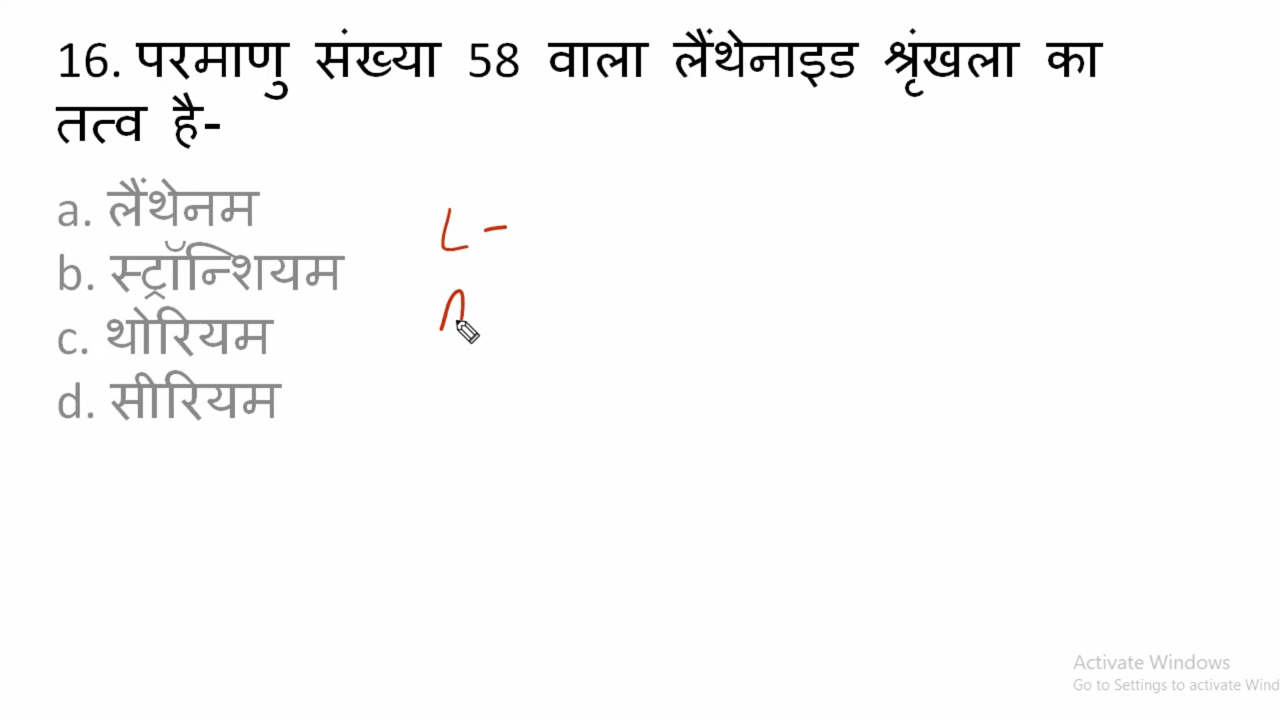 16. परमाणु संख्या 58 वाला लैंथेनाइड श्रृंखला का
तत्व है-
a. लैंथेनम
b. स्ट्रॉन्शियम
c. थोरियम
d. सीरियम
L -
Activate Windows
Go to Settings to activate Wind